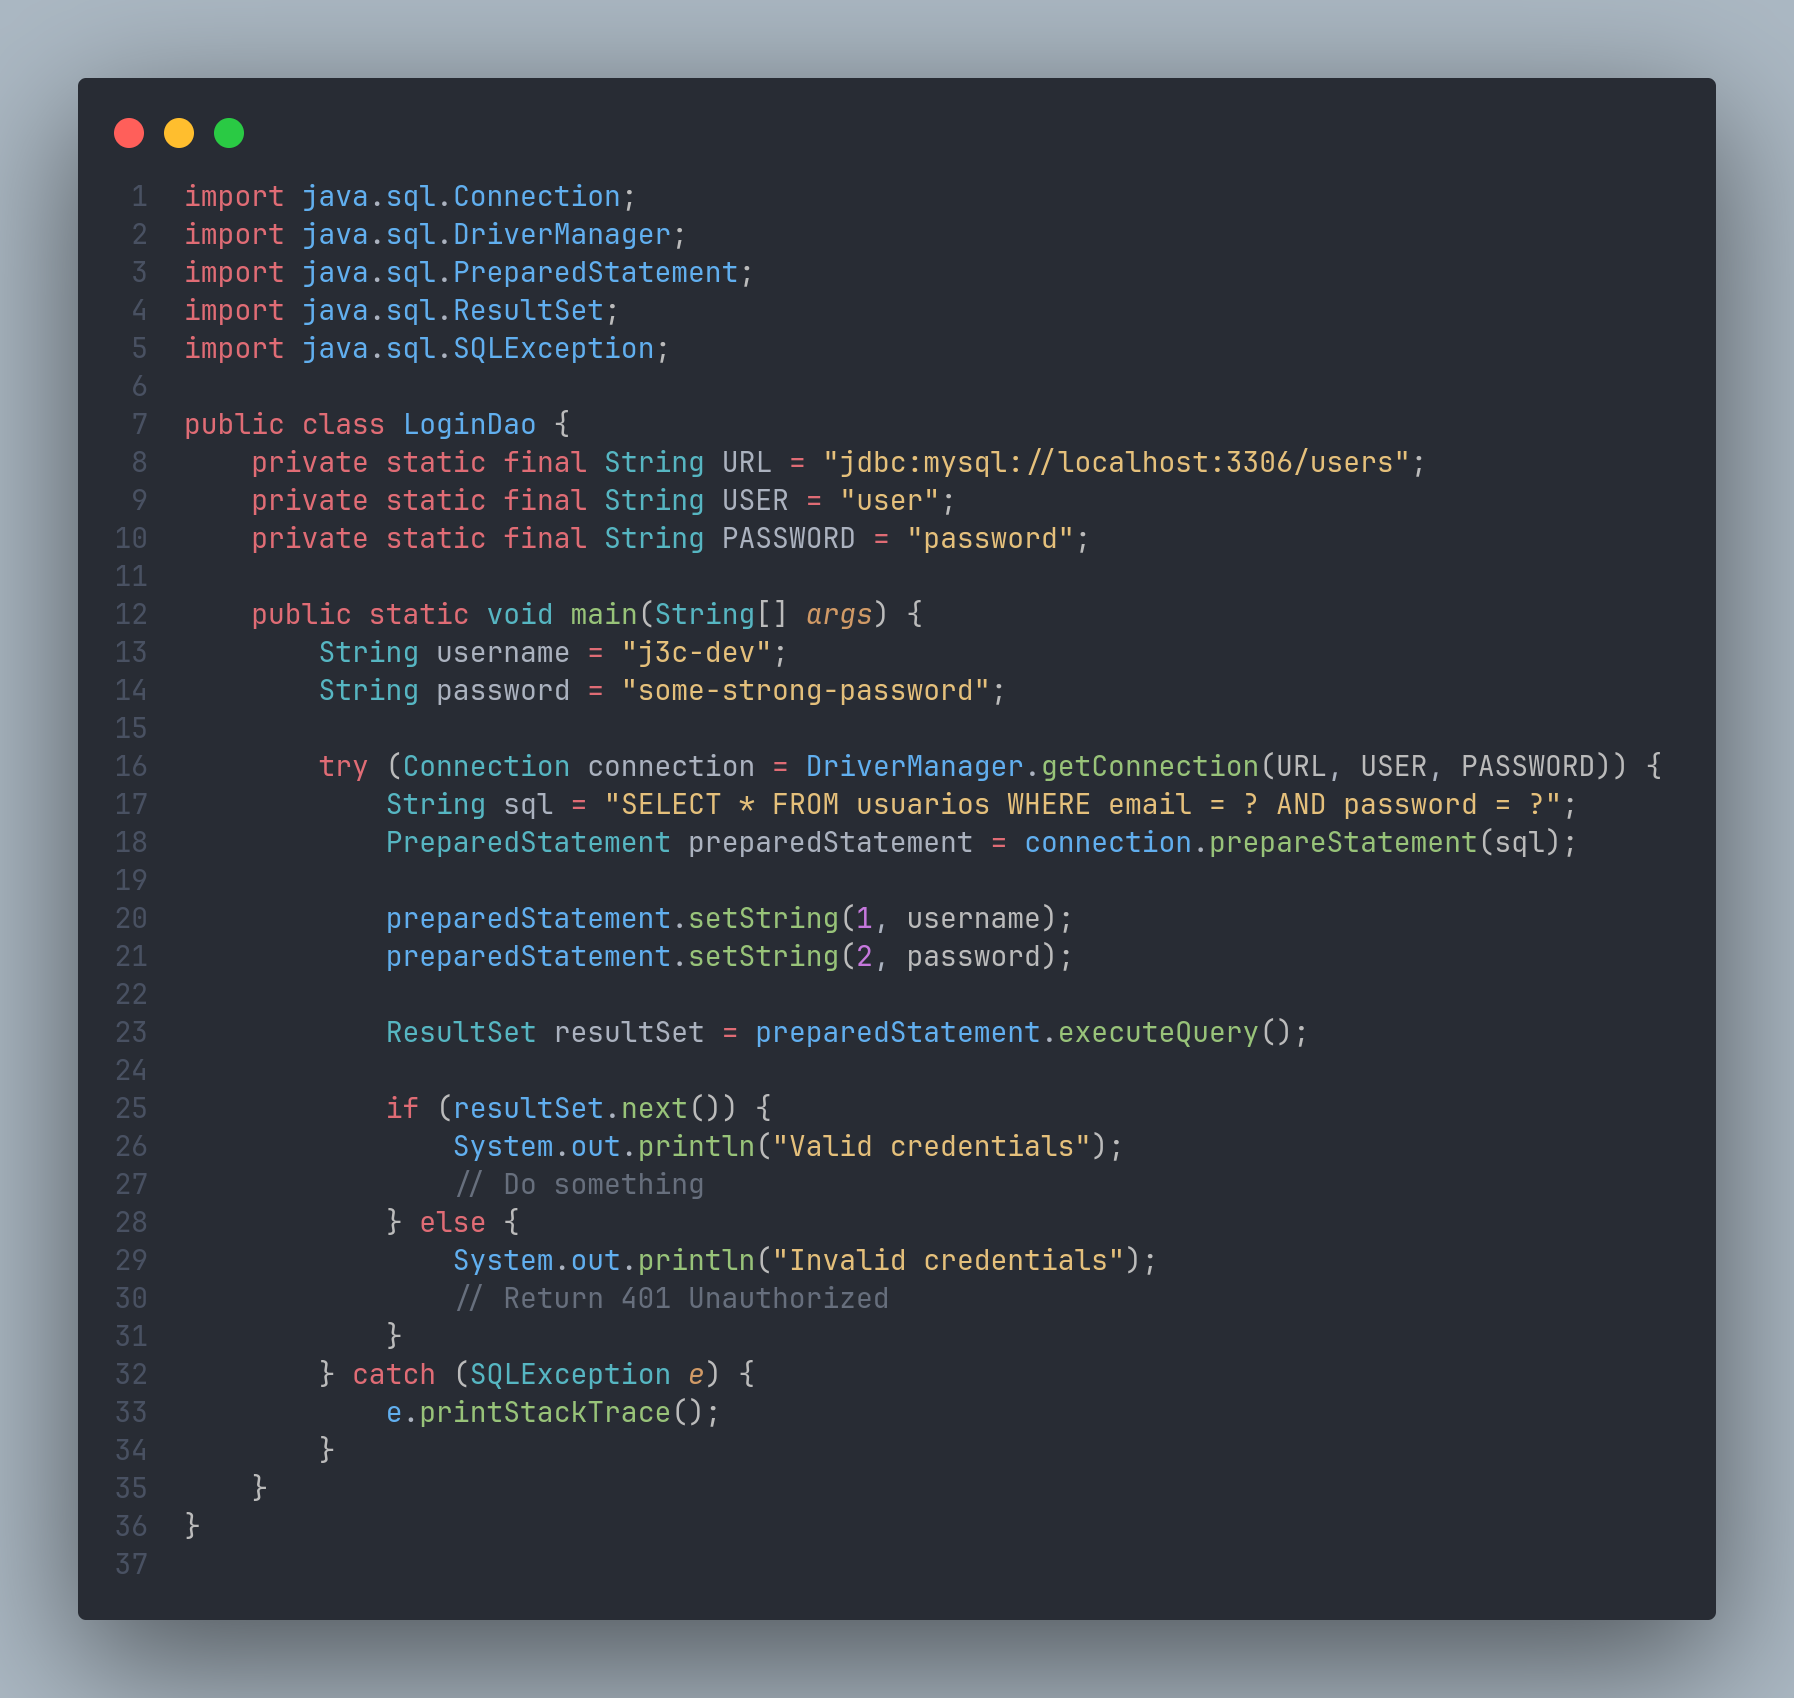 1 import java.sql.Connection;
2 import java.sql.DriverManager;
3 import java.sql.PreparedStatement;
4 import java.sql.ResultSet;
5 import java.sql.SQLException;
6
7 public class LoginDao {
8     private static final String URL = "jdbc:mysql://localhost:3306/users";
9     private static final String USER = "user";
10     private static final String PASSWORD = "password";
11
12     public static void main(String[] args) {
13         String username = "j3c-dev";
14         String password = "some-strong-password";
15
16         try (Connection connection = DriverManager.getConnection(URL, USER, PASSWORD)) {
17             String sql = "SELECT * FROM usuarios WHERE email = ? AND password = ?";
18             PreparedStatement preparedStatement = connection.prepareStatement(sql);
19
20             preparedStatement.setString(1, username);
21             preparedStatement.setString(2, password);
22
23             ResultSet resultSet = preparedStatement.executeQuery();
24
25             if (resultSet.next()) {
26                 System.out.println("Valid credentials");
27                 // Do something
28             } else {
29                 System.out.println("Invalid credentials");
30                 // Return 401 Unauthorized
31             }
32         } catch (SQLException e) {
33             e.printStackTrace();
34         }
35     }
36 }
37